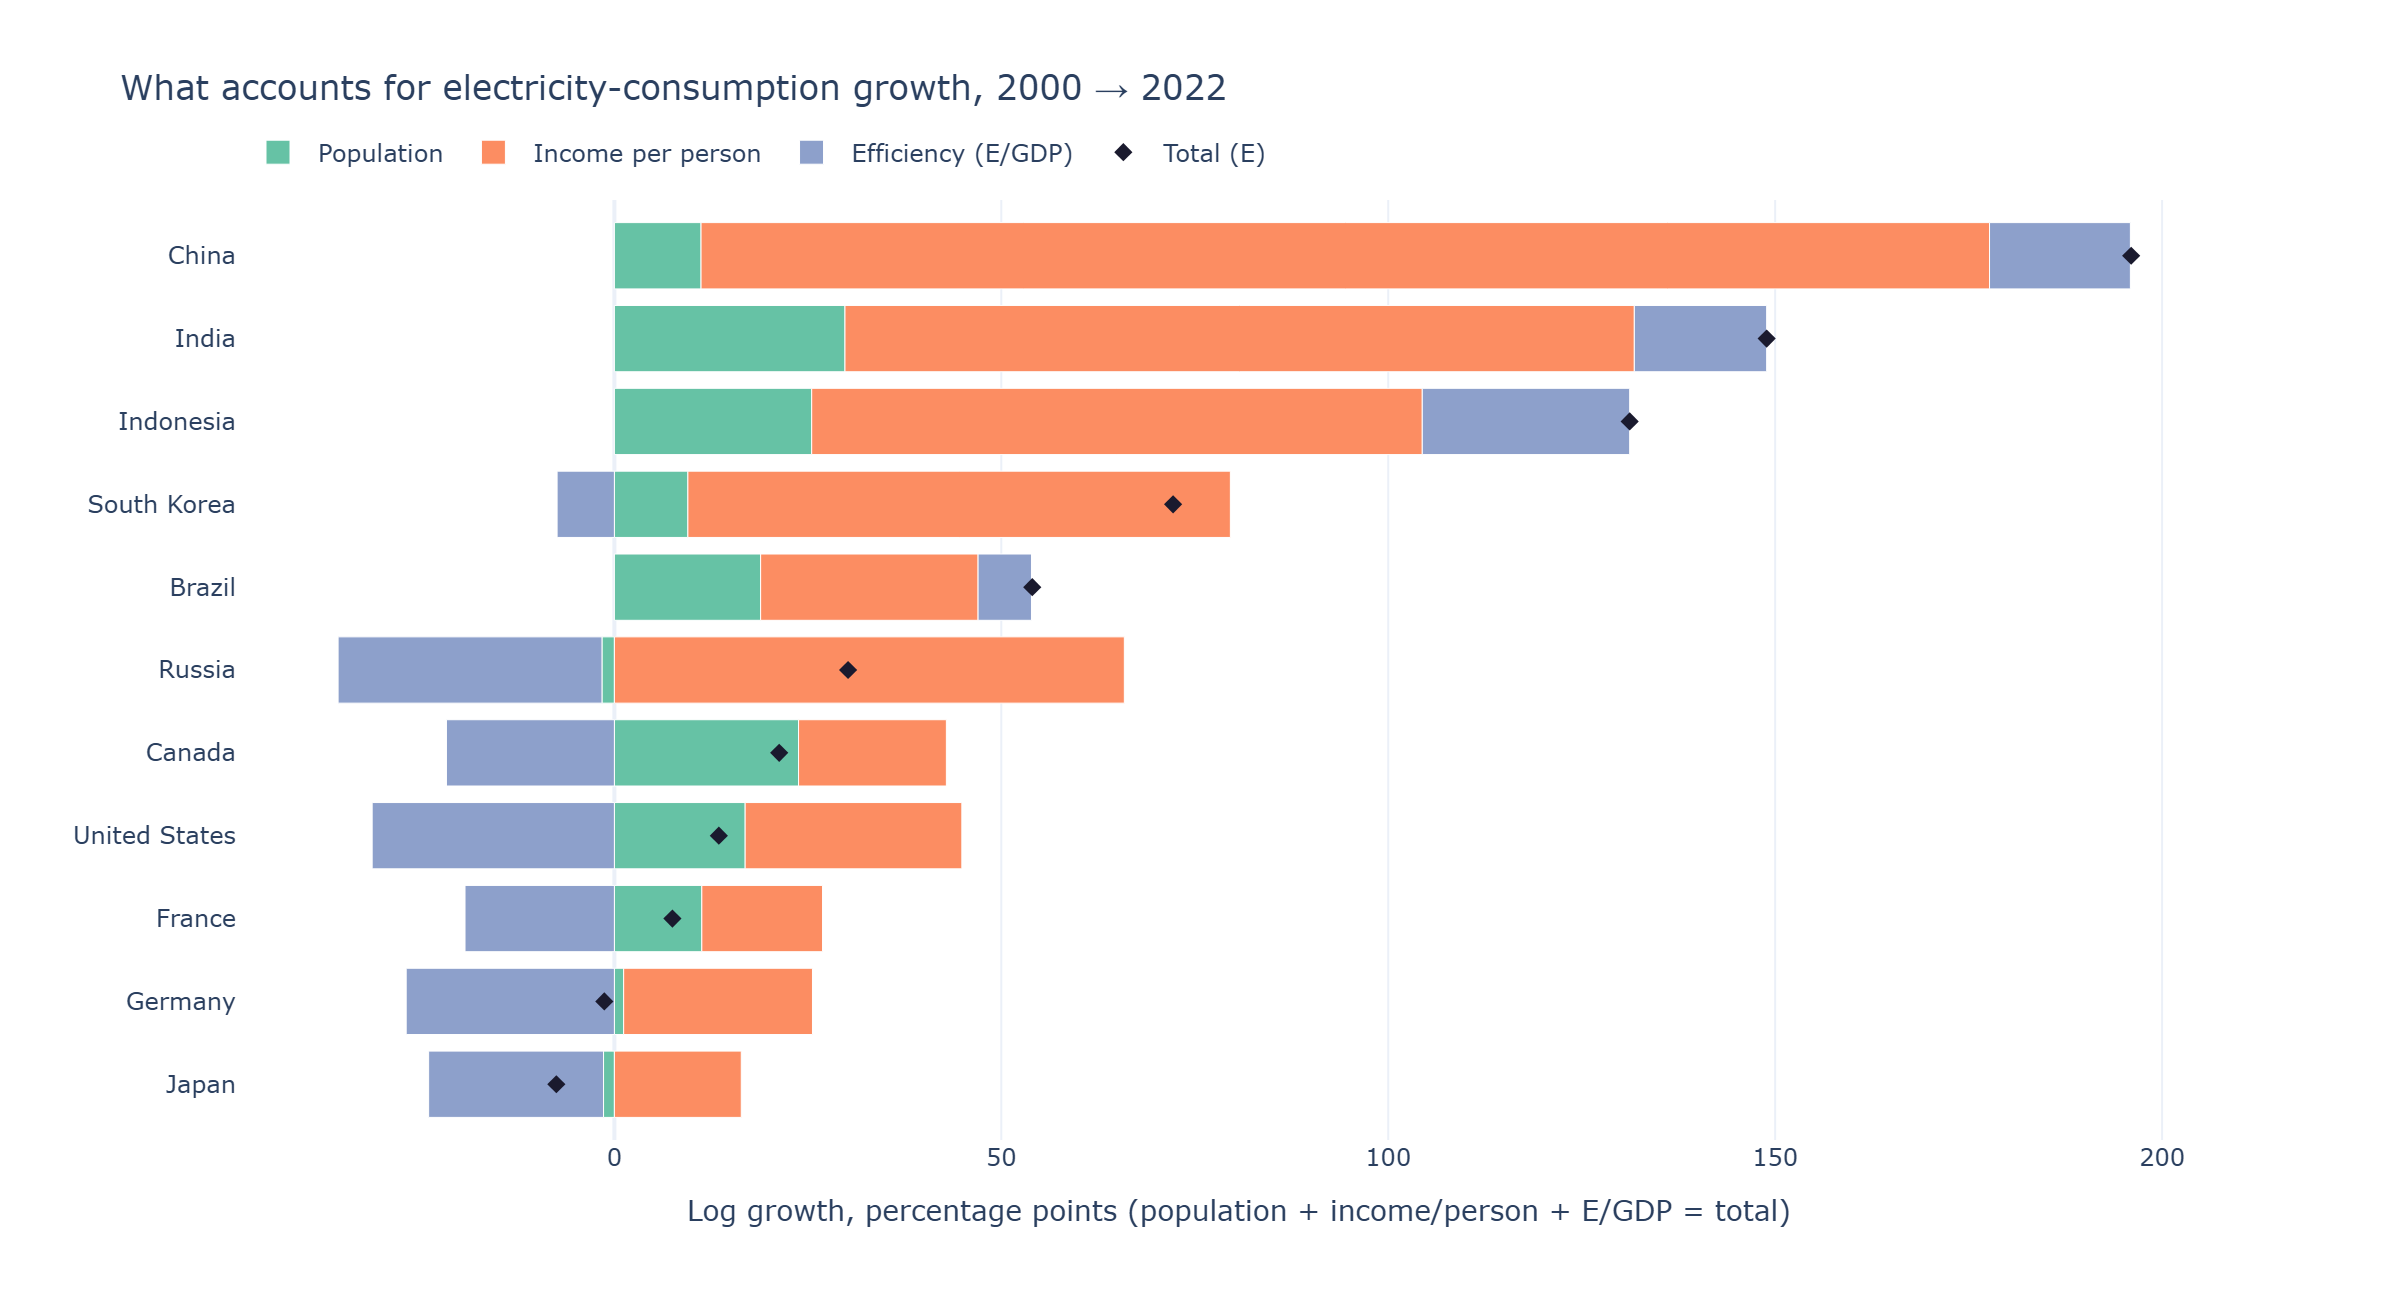 What accounts for electricity-consumption growth, 2000 → 2022
Population
Income per person
Efficiency (E/GDP)
Total (E)
China
India
Indonesia
South Korea
Brazil
Russia
Canada
United States
France
Germany
Japan
0
50
100
150
200
Log growth, percentage points (population + income/person + E/GDP = total)